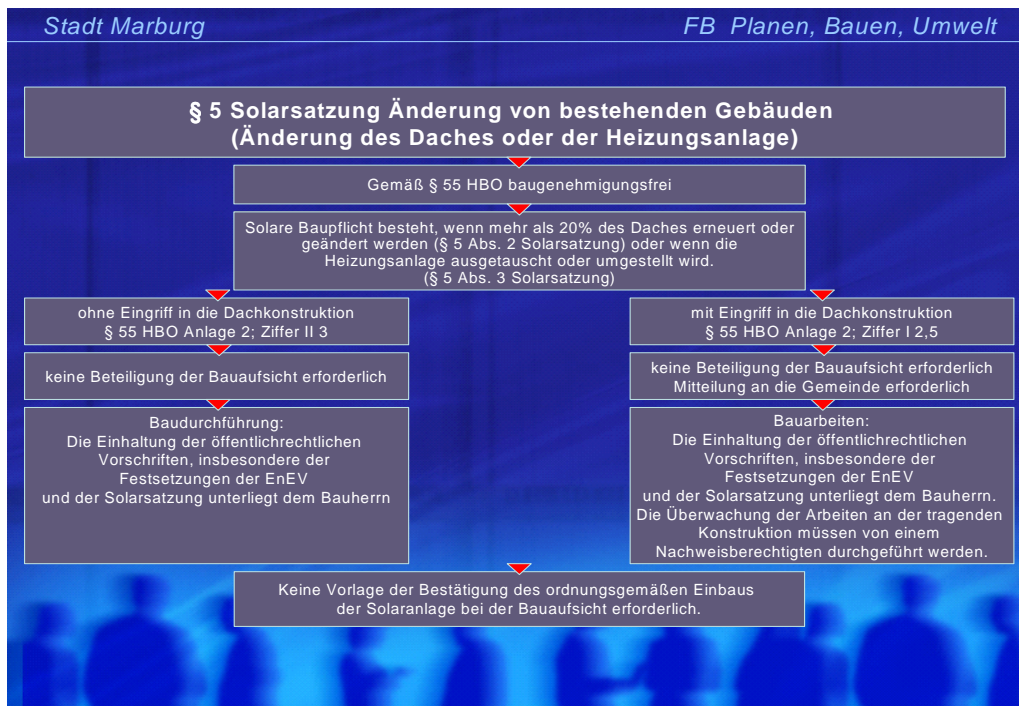 Stadt Marburg
FB Planen, Bauen, Umwelt
§ 5 Solarsatzung Änderung von bestehenden Gebäuden
(Änderung des Daches oder der Heizungsanlage)
Gemäß § 55 HBO baugenehmigungsfrei
Solare Baupflicht besteht, wenn mehr als 20% des Daches erneuert oder
geändert werden (§ 5 Abs. 2 Solarsatzung) oder wenn die
Heizungsanlage ausgetauscht oder umgestellt wird.
(§ 5 Abs. 3 Solarsatzung)
ohne Eingriff in die Dachkonstruktion
§ 55 HBO Anlage 2; Ziffer II 3
keine Beteiligung der Bauaufsicht erforderlich
Baudurchführung:
Die Einhaltung der öffentlichrechtlichen
Vorschriften, insbesondere der
Festsetzungen der EnEV
und der Solarsatzung unterliegt dem Bauherrn
mit Eingriff in die Dachkonstruktion
§ 55 HBO Anlage 2; Ziffer I 2,5
keine Beteiligung der Bauaufsicht erforderlich
Mitteilung an die Gemeinde erforderlich
Bauarbeiten:
Die Einhaltung der öffentlichrechtlichen
Vorschriften, insbesondere der
Festsetzungen der EnEV
und der Solarsatzung unterliegt dem Bauherrn.
Die Überwachung der Arbeiten an der tragenden
Konstruktion müssen von einem
Nachweisberechtigten durchgeführt werden.
Keine Vorlage der Bestätigung des ordnungsgemäßen Einbaus
der Solaranlage bei der Bauaufsicht erforderlich.